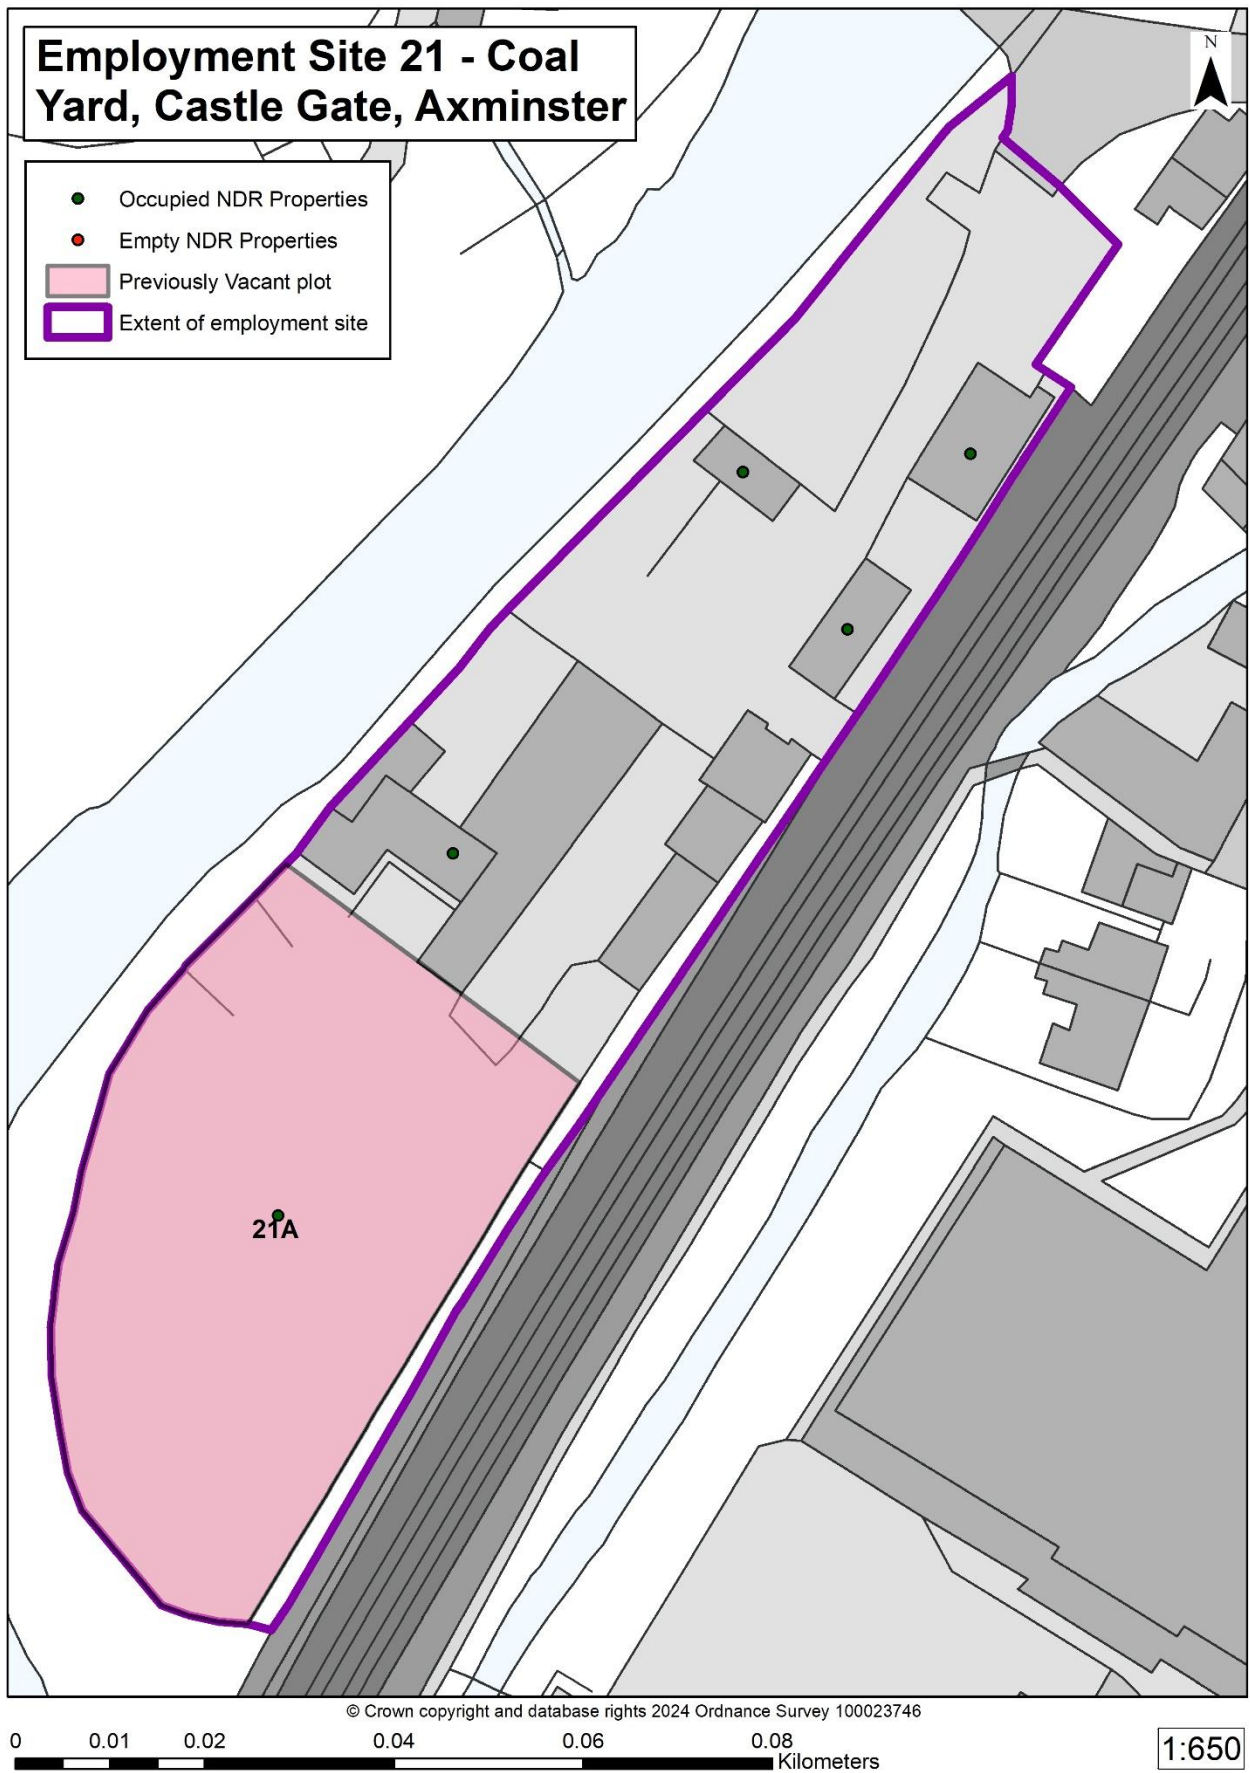 Employment Site 21 - Coal
Yard, Castle Gate, Axminster
N
Occupied NDR Properties
Empty NDR Properties
Previously Vacant plot
Extent of employment site
21A
© Crown copyright and database rights 2024 Ordnance Survey 100023746
0 0.01 0.02 0.04 0.06 0.08
Kilometers
1:650